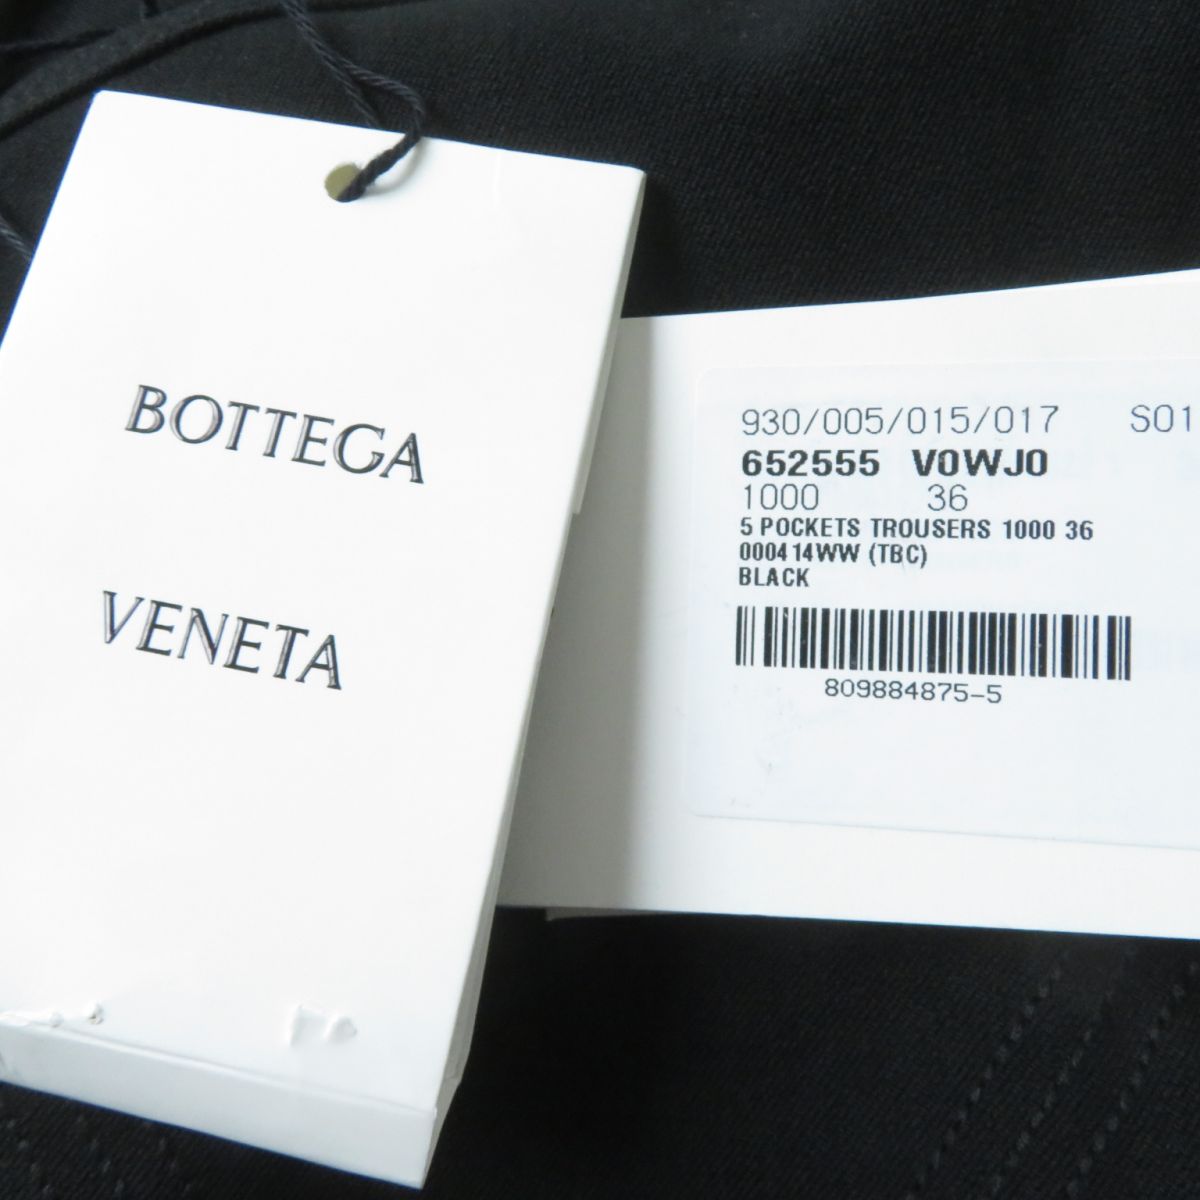 BOTTEGA
VENETA
930/005/015/017 S01
652555 V0WJ0
1000 36
5 POCKETS TROUSERS 1000 36
000414WW (TBC)
BLACK
809884875-5